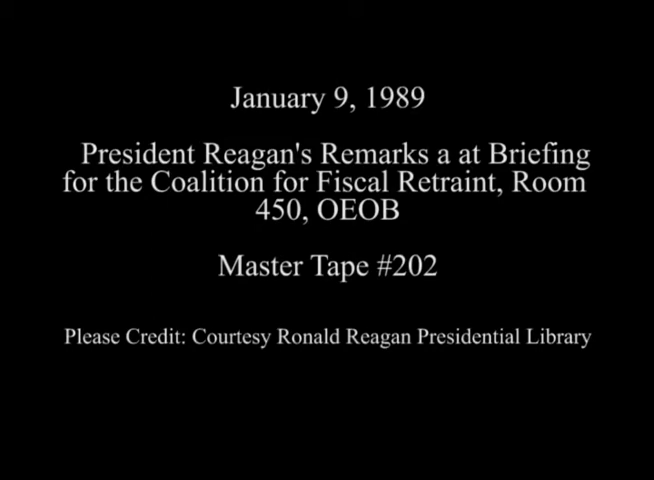 January 9, 1989
President Reagan's Remarks a at Briefing
for the Coalition for Fiscal Retraint, Room
450, OEOB
Master Tape #202
Please Credit: Courtesy Ronald Reagan Presidential Library